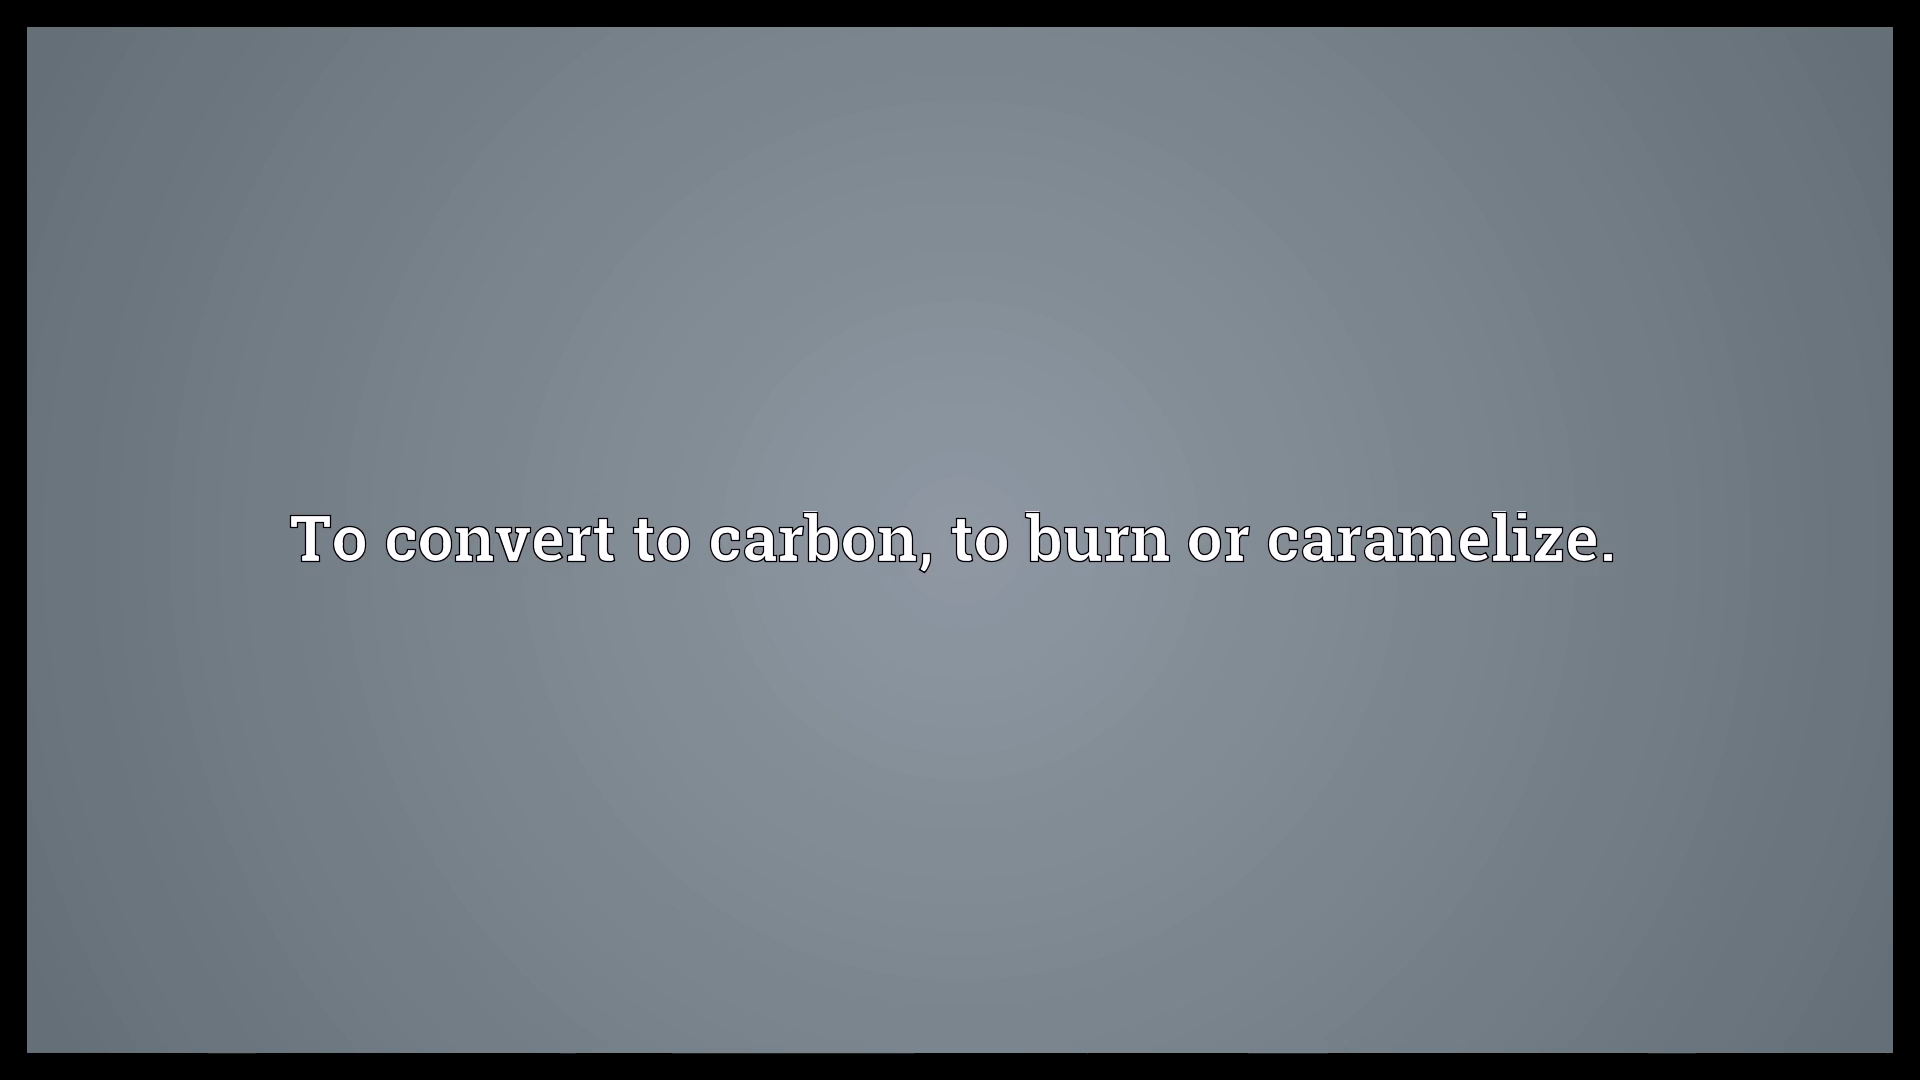 To convert to carbon, to burn or caramelize.